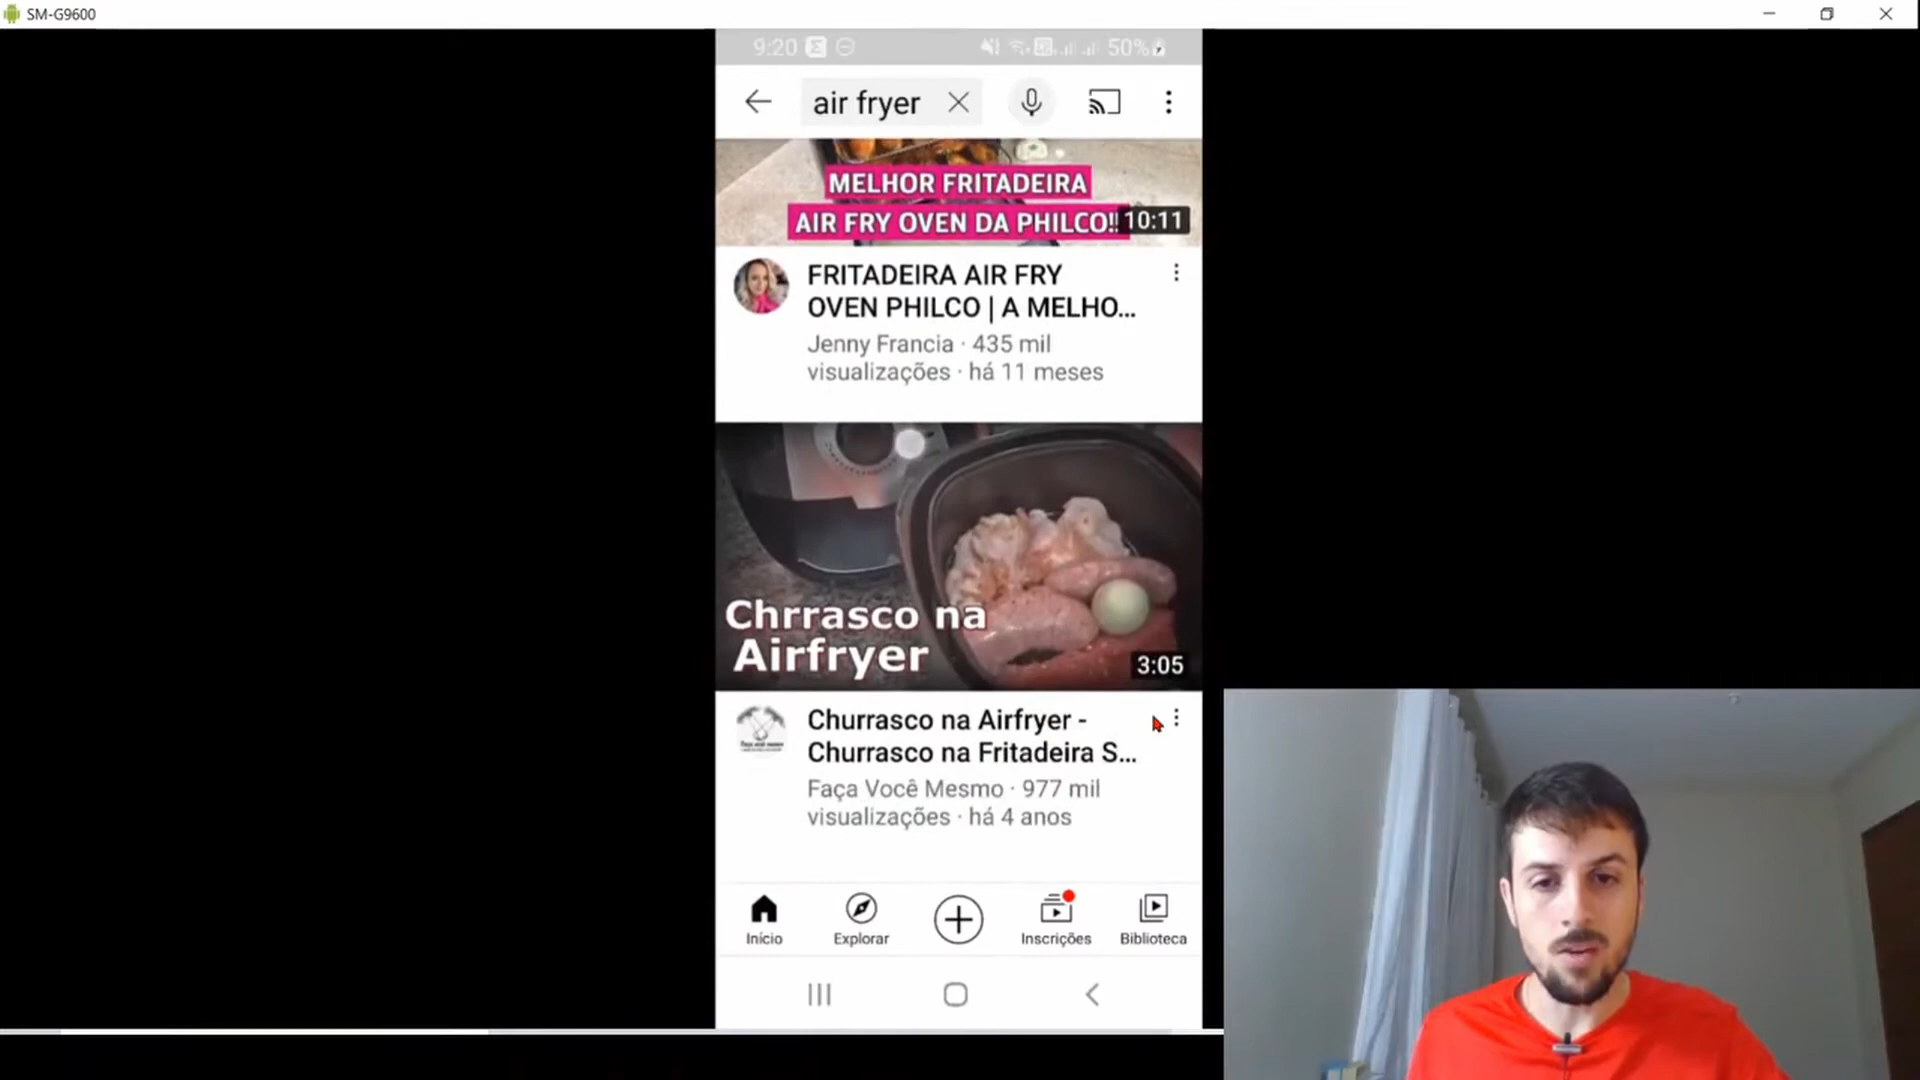 SM-G9600
9:20
50%
air fryer
MELHOR FRITADEIRA
AIR FRY OVEN DA PHILCO!!
10:11
FRITADEIRA AIR FRY
OVEN PHILCO | A MELHO...
Jenny Francia · 435 mil
visualizações · há 11 meses
Chrrasco na
Airfryer
3:05
Churrasco na Airfryer -
Churrasco na Fritadeira S...
Faça Você Mesmo · 977 mil
visualizações · há 4 anos
Início
Explorar
Inscrições
Biblioteca